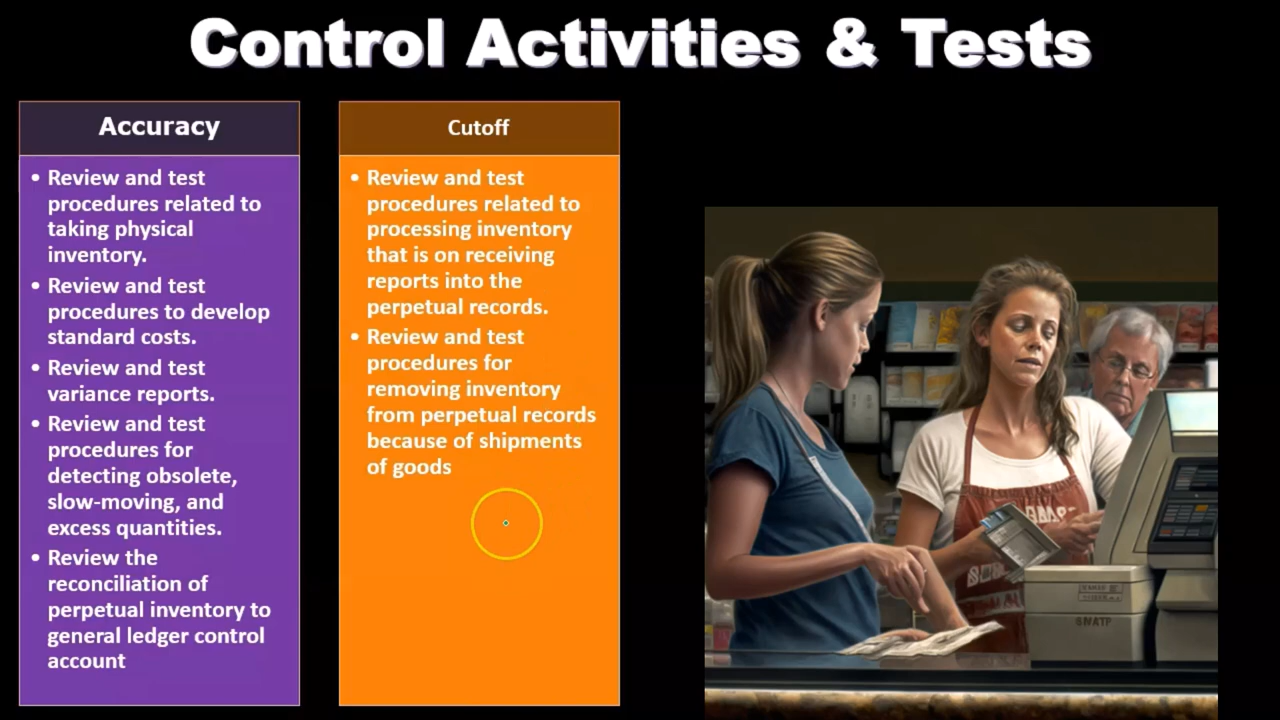 Control Activities & Tests
Accuracy
• Review and test
procedures related to
taking physical
inventory.
• Review and test
procedures to develop
standard costs.
• Review and test
variance reports.
• Review and test
procedures for
detecting obsolete,
slow-moving, and
excess quantities.
• Review the
reconciliation of
perpetual inventory to
general ledger control
account
Cutoff
• Review and test
procedures related to
processing inventory
that is on receiving
reports into the
perpetual records.
• Review and test
procedures for
removing inventory
from perpetual records
because of shipments
of goods